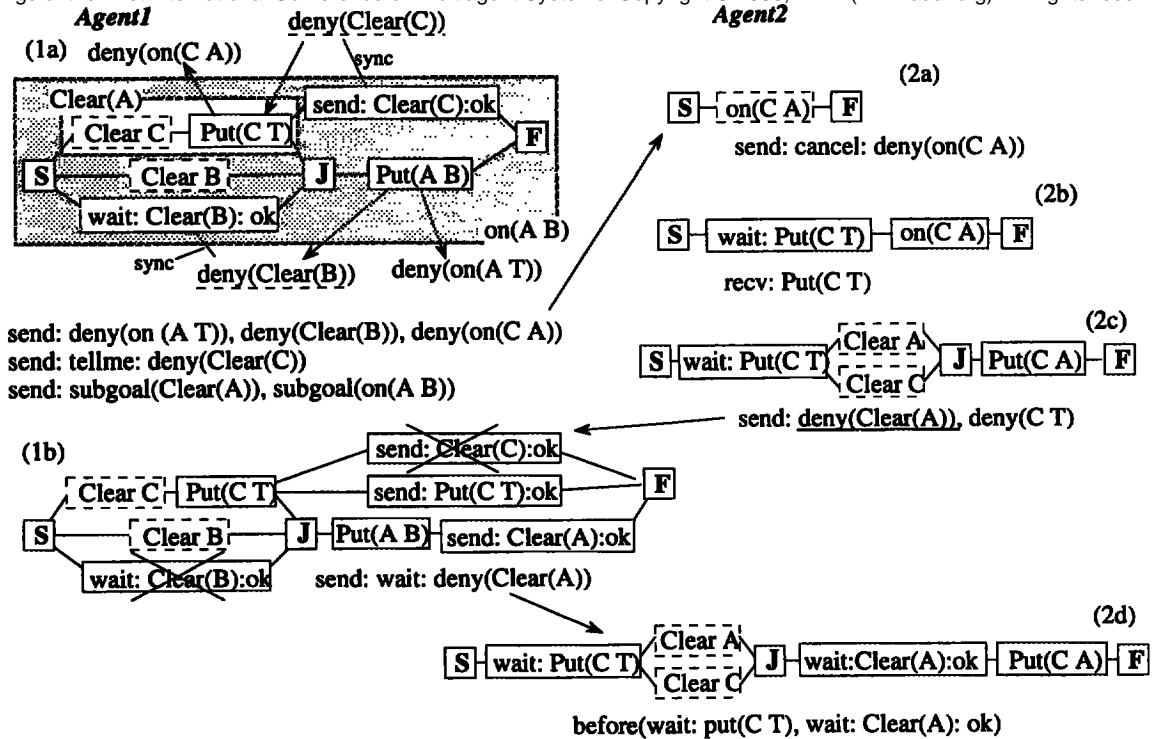 Agent1
Agent2
(1a) deny(on(C A))
deny(Clear(C))
sync
Clear(A)
Clear C
Put(C T)
send: Clear(C):ok
F
S
Clear B
J
Put(A B)
wait: Clear(B): ok
on(A B)
sync
deny(Clear(B))
deny(on(A T))
send: deny(on (A T)), deny(Clear(B)), deny(on(C A))
send: tellme: deny(Clear(C))
send: subgoal(Clear(A)), subgoal(on(A B))
(2a)
S on(C A) F
send: cancel: deny(on(C A))
(2b)
S wait: Put(C T) on(C A) F
recv: Put(C T)
(2c)
Clear A
S wait: Put(C T) J Put(C A) F
Clear C
send: deny(Clear(A)), deny(C T)
(1b)
send: Clear(C):ok
Clear C Put(C T) send: Put(C T):ok F
S Clear B J Put(A B) send: Clear(A):ok
wait: Clear(B):ok
send: wait: deny(Clear(A))
(2d)
Clear A
S wait: Put(C T) J wait:Clear(A):ok Put(C A) F
Clear C
before(wait: put(C T), wait: Clear(A): ok)